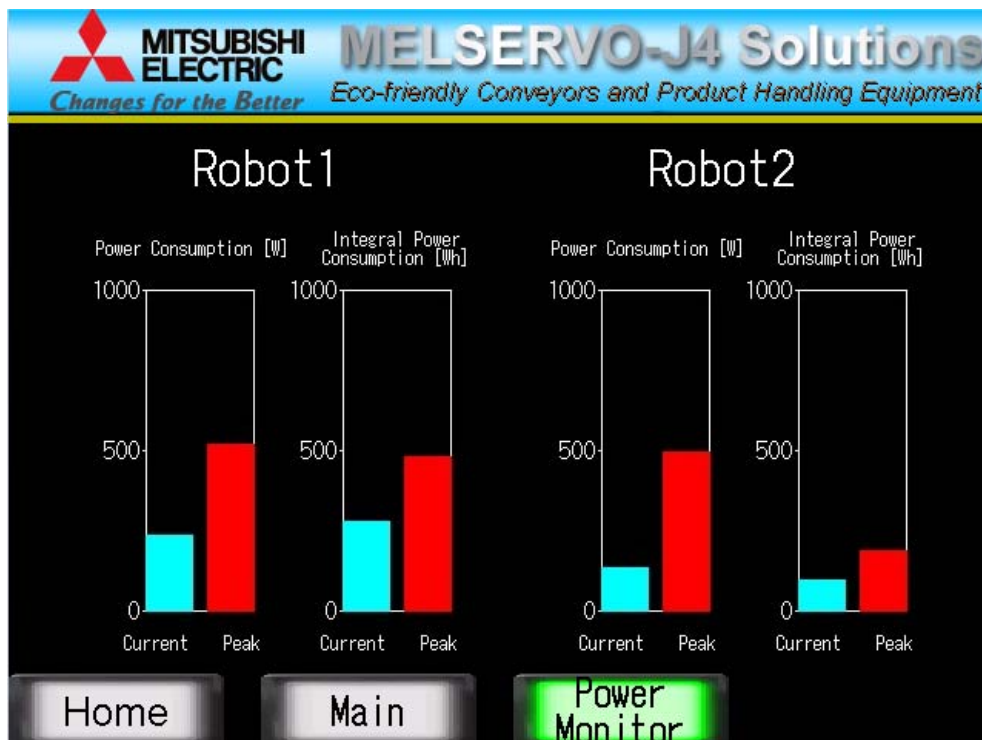 MITSUBISHI
ELECTRIC
Changes for the Better
MELSERVO-J4 Solutions
Eco-friendly Conveyors and Product Handling Equipment
Robot1
Robot2
Power Consumption [W]
Integral Power
Consumption [Wh]
Power Consumption [W]
Integral Power
Consumption [Wh]
1000
1000
1000
1000
500
500
500
500
0
0
0
0
Current
Peak
Current
Peak
Current
Peak
Current
Peak
Home
Main
Power
Monitor